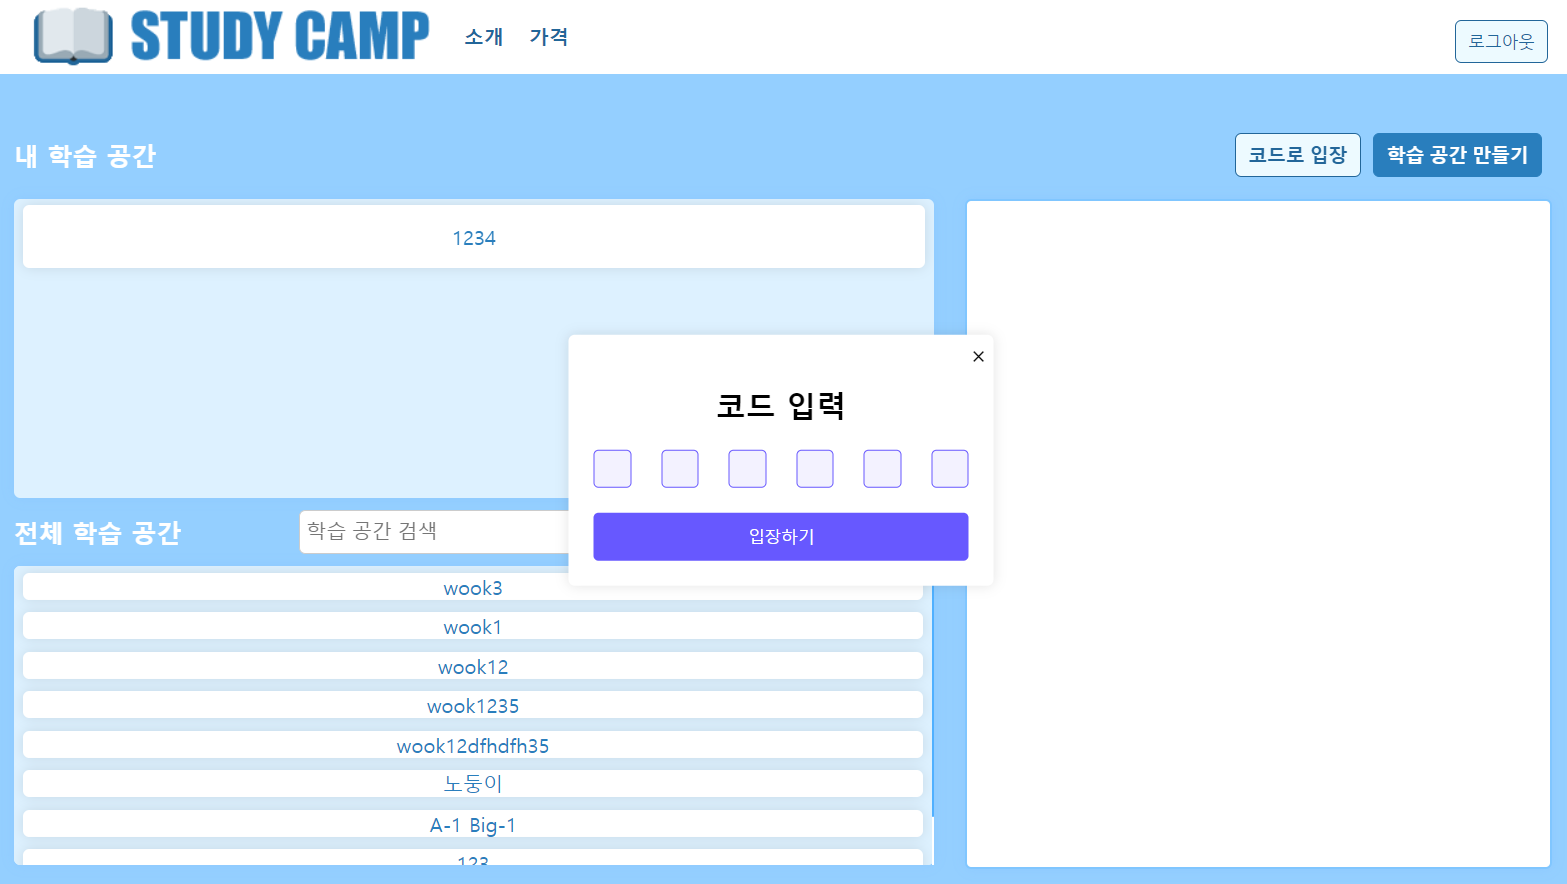 STUDY CAMP
소개 가격
로그아웃
내 학습 공간
코드로 입장
학습 공간 만들기
1234
코드 입력
입장하기
전체 학습 공간
학습 공간 검색
wook3
wook1
wook12
wook1235
wook12dfhdfh35
노둥이
A-1 Big-1
123